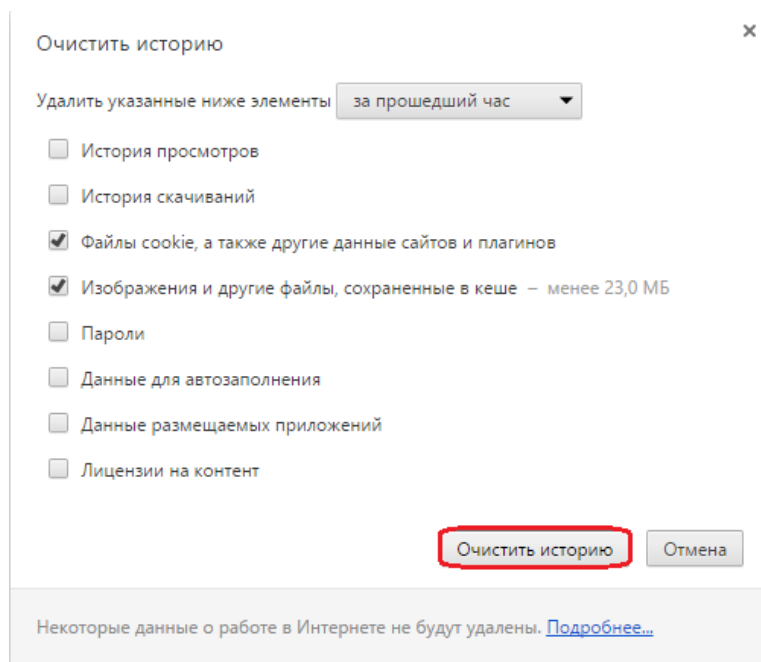 Очистить историю
Удалить указанные ниже элементы за прошедший час
История просмотров
История скачиваний
Файлы cookie, а также другие данные сайтов и плагинов
Изображения и другие файлы, сохраненные в кеше – менее 23,0 МБ
Пароли
Данные для автозаполнения
Данные размещаемых приложений
Лицензии на контент
Очистить историю Отмена
Некоторые данные о работе в Интернете не будут удалены. Подробнее...